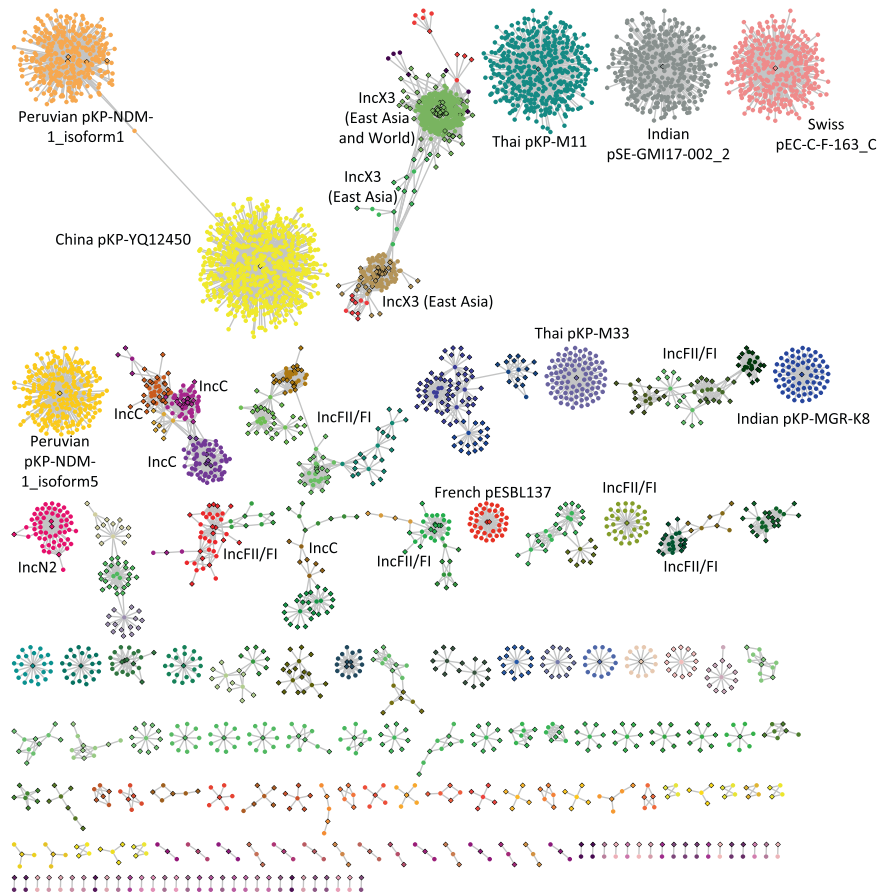 Peruvian pKP-NDM-
1_isoform1
IncX3
(East Asia
and World)
Thai pKP-M11
Indian
pSE-GMI17-002_2
Swiss
pEC-C-F-163_C
IncX3
(East Asia)
China pKP-YQ12450
IncX3 (East Asia)
Thai pKP-M33
IncC
IncC
IncFII/FI
Indian pKP-MGR-K8
Peruvian
pKP-NDM-
1_isoform5
IncC
French pESBL137
IncFII/FI
IncN2
IncFII/FI
IncC
IncFII/FI
IncFII/FI